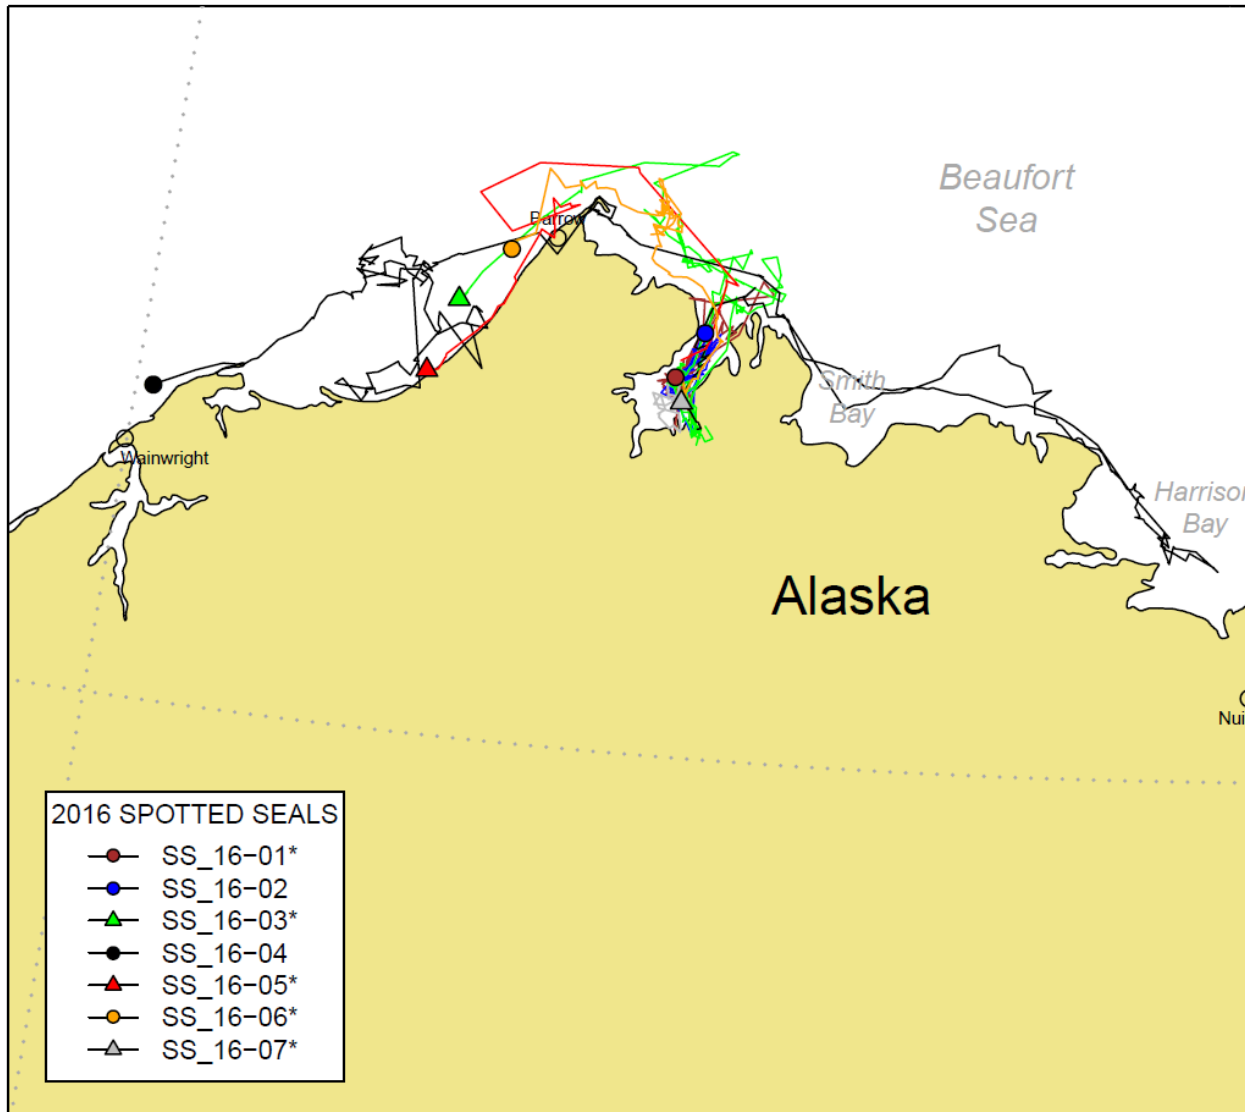 Beaufort
Sea
Barrow
Smith
Bay
Wainwright
Harrison
Bay
Alaska
Nui
2016 SPOTTED SEALS
SS_16-01*
SS_16-02
SS_16-03*
SS_16-04
SS_16-05*
SS_16-06*
SS_16-07*